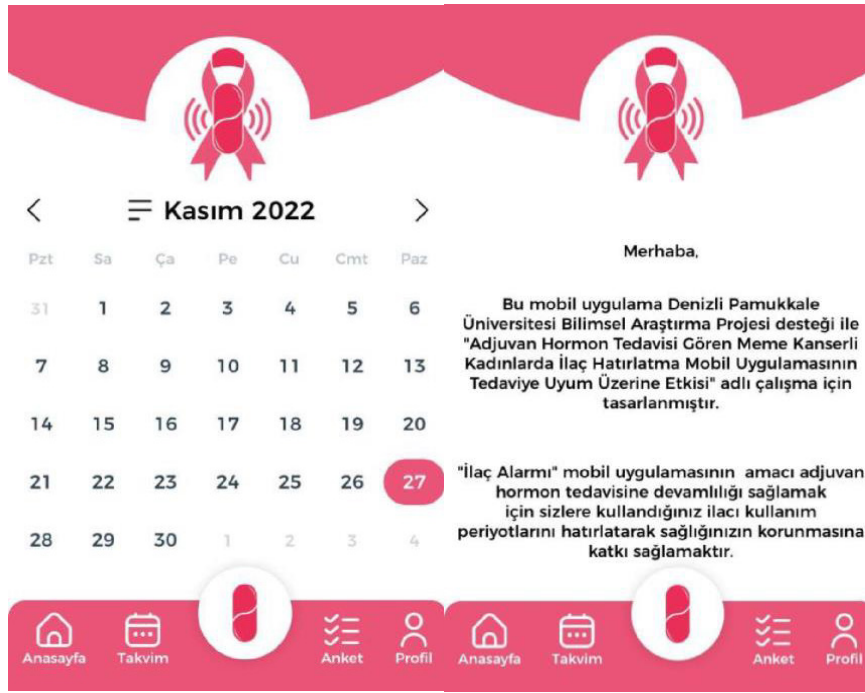 Kasım 2022
Pzt Sa Ça Pe Cu Cmt Paz
31 1 2 3 4 5 6
7 8 9 10 11 12 13
14 15 16 17 18 19 20
21 22 23 24 25 26 27
28 29 30 1 2 3 4
Anasayfa Takvim Anket Profil
Merhaba,
Bu mobil uygulama Denizli Pamukkale
Üniversitesi Bilimsel Araştırma Projesi desteği ile
"Adjuvan Hormon Tedavisi Gören Meme Kanserli
Kadınlarda İlaç Hatırlatma Mobil Uygulamasının
Tedaviye Uyum Üzerine Etkisi" adlı çalışma için
tasarlanmıştır.
"İlaç Alarmı" mobil uygulamasının amacı adjuvan
hormon tedavisine devamlılığı sağlamak
için sizlere kullandığınız ilacı kullanım
periyotlarını hatırlatarak sağlığınızın korunmasına
katkı sağlamaktır.
Anasayfa Takvim Anket Profil